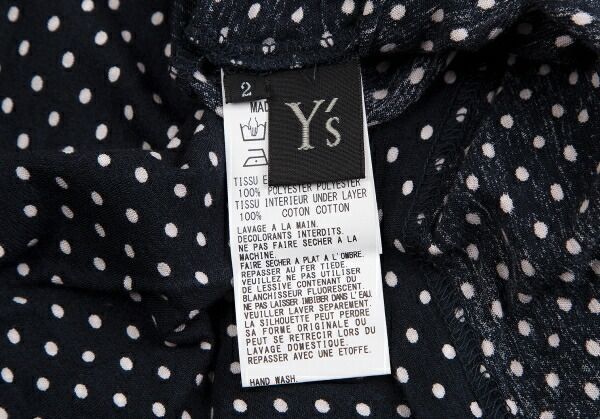 2
Y's
MAD
TISSU E
100% POLYESTER POLYESTER
TISSU INTERIEUR UNDER LAYER
100% COTON COTTON
LAVAGE A LA MAIN.
DECOLORANTS INTERDITS.
NE PAS FAIRE SECHER A LA
MACHINE.
FAIRE SECHER A PLAT A L'OMBRE.
REPASSER AU FER TIEDE.
VEUILLEZ NE PAS UTILISER
DE LESSIVE CONTENANT DU
BLANCHISSEUR FLUORESCENT.
NE PAS LAISSER IMBIBER DANS L'EAU.
VEUILLER LAVER SEPAREMENT.
LA SILHOUETTE PEUT PERDRE
SA FORME ORIGINALE OU
PEUT SE RETRECIR LORS DU
LAVAGE DOMESTIQUE.
REPASSER AVEC UNE ETOFFE.
HAND WASH.